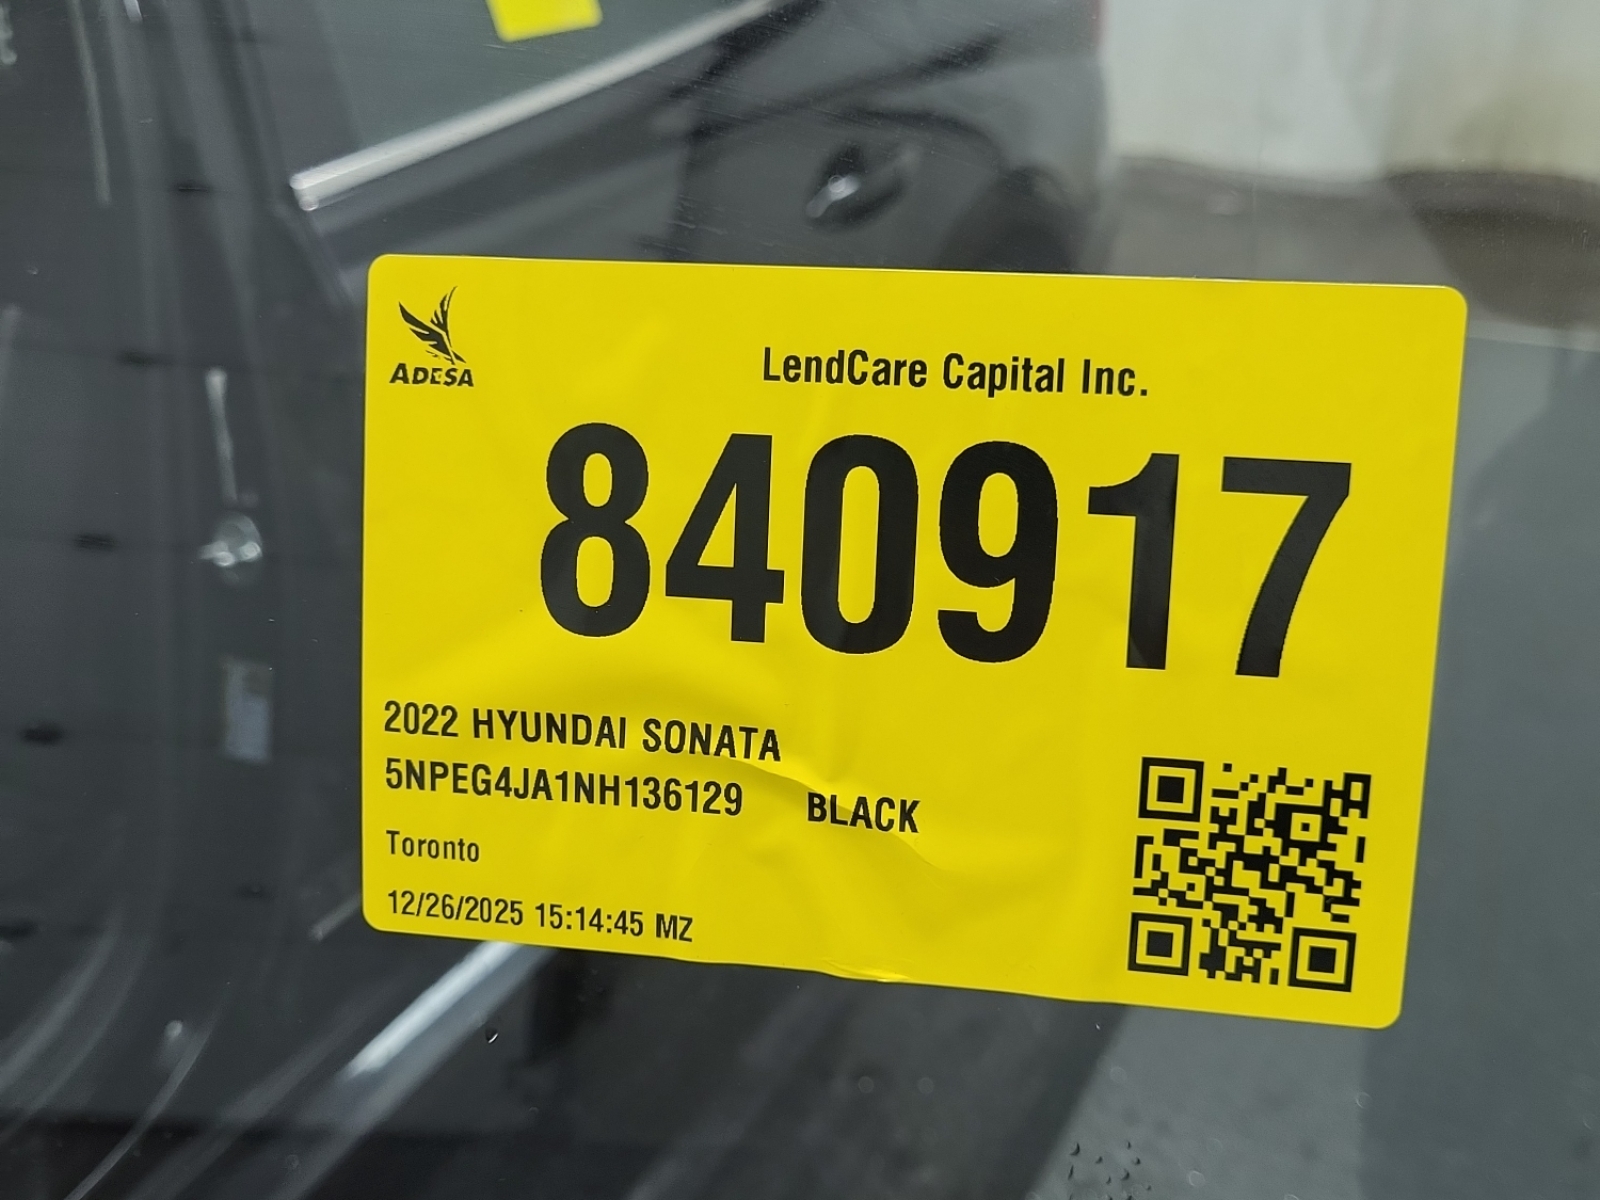 ADESA
LendCare Capital Inc.
840917
2022 HYUNDAI SONATA
5NPEG4JA1NH136129 BLACK
Toronto
12/26/2025 15:14:45 MZ